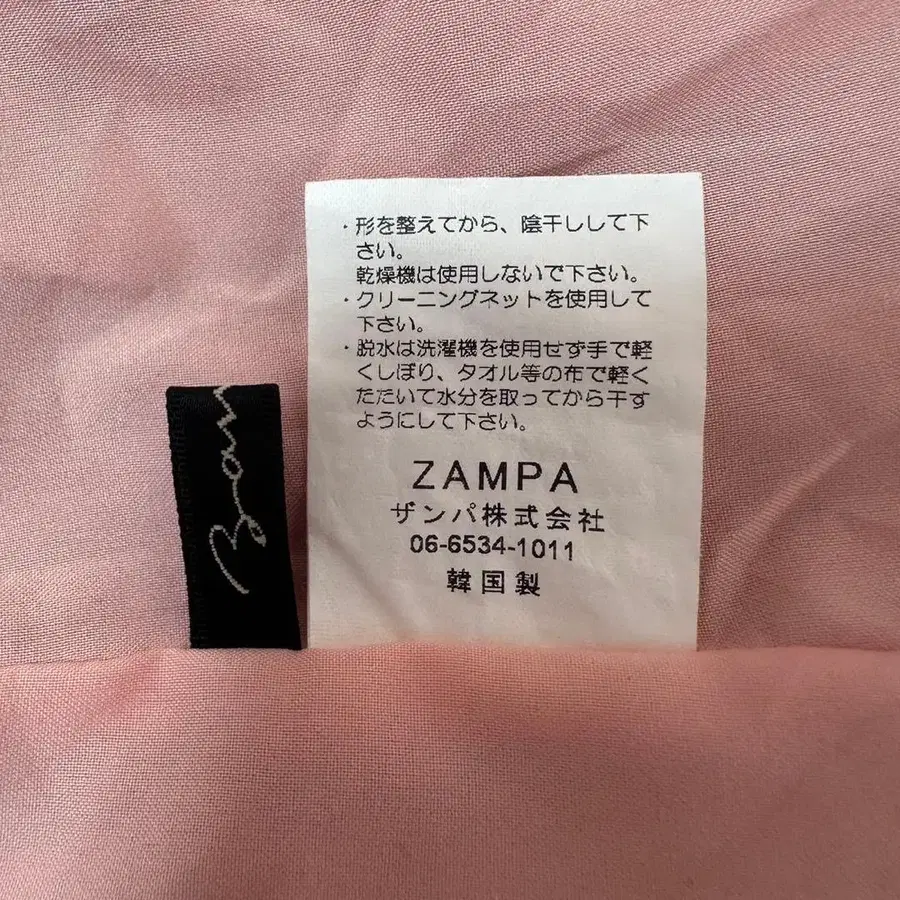 ・形を整えてから、陰干しして下
さい。
乾燥機は使用しないで下さい。
・クリーニングネットを使用して
下さい。
・脱水は洗濯機を使用せず手で軽
くしぼり、タオル等の布で軽く
たたいて水分を取ってから干す
ようにして下さい。
ZAMPA
ザンパ株式会社
06-6534-1011
韓国製